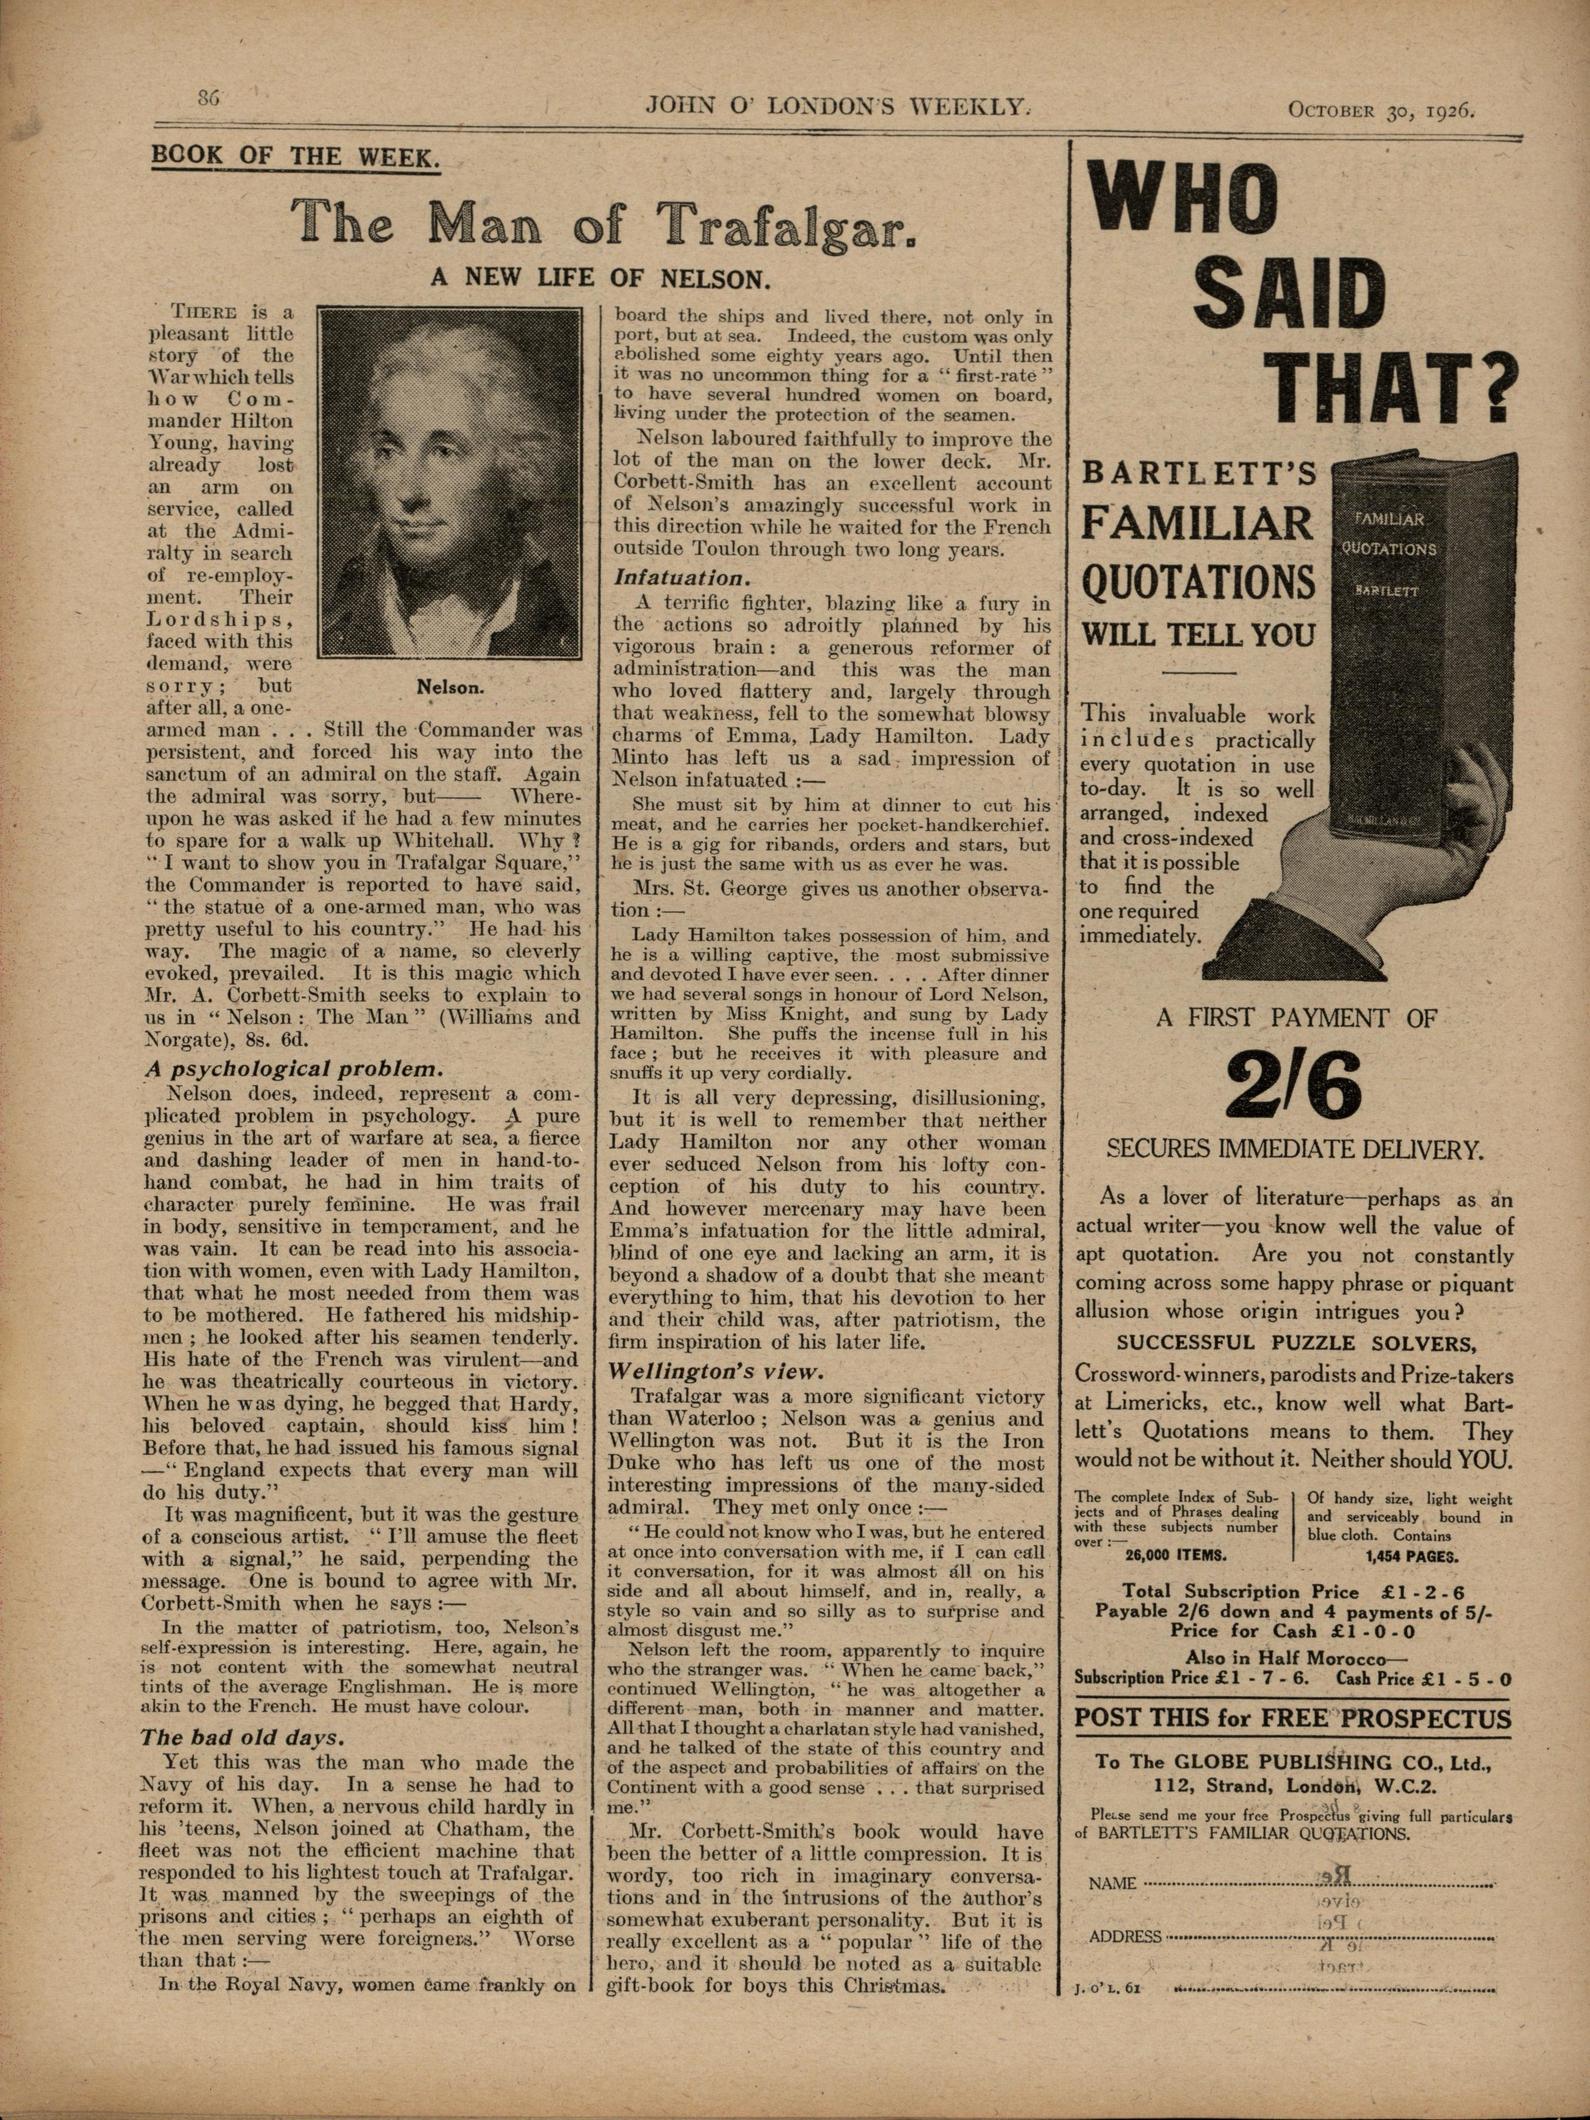 86
JOHN O' LONDON'S WEEKLY.
OCTOBER 30, 1926.
BOOK OF THE WEEK.
The Man of Trafalgar.
A NEW LIFE OF NELSON.
THERE is a
pleasant little
story of the
War which tells
how Com-
mander Hilton
Young, having
already lost
an arm on
service, called
at the Admi-
ralty in search
of re-employ-
ment. Their
Lordships,
faced with this
demand, were
sorry; but
after all, a one-
Nelson.
armed man . . . Still the Commander was
persistent, and forced his way into the
sanctum of an admiral on the staff. Again
the admiral was sorry, but—— Where-
upon he was asked if he had a few minutes
to spare for a walk up Whitehall. Why?
"I want to show you in Trafalgar Square,"
the Commander is reported to have said,
"the statue of a one-armed man, who was
pretty useful to his country." He had his
way. The magic of a name, so cleverly
evoked, prevailed. It is this magic which
Mr. A. Corbett-Smith seeks to explain to
us in "Nelson: The Man" (Williams and
Norgate), 8s. 6d.
A psychological problem.
Nelson does, indeed, represent a com-
plicated problem in psychology. A pure
genius in the art of warfare at sea, a fierce
and dashing leader of men in hand-to-
hand combat, he had in him traits of
character purely feminine. He was frail
in body, sensitive in temperament, and he
was vain. It can be read into his associa-
tion with women, even with Lady Hamilton,
that what he most needed from them was
to be mothered. He fathered his midship-
men; he looked after his seamen tenderly.
His hate of the French was virulent—and
he was theatrically courteous in victory.
When he was dying, he begged that Hardy,
his beloved captain, should kiss him!
Before that, he had issued his famous signal
—"England expects that every man will
do his duty."
It was magnificent, but it was the gesture
of a conscious artist. "I'll amuse the fleet
with a signal," he said, perpending the
message. One is bound to agree with Mr.
Corbett-Smith when he says:—
In the matter of patriotism, too, Nelson's
self-expression is interesting. Here, again, he
is not content with the somewhat neutral
tints of the average Englishman. He is more
akin to the French. He must have colour.
The bad old days.
Yet this was the man who made the
Navy of his day. In a sense he had to
reform it. When, a nervous child hardly in
his 'teens, Nelson joined at Chatham, the
fleet was not the efficient machine that
responded to his lightest touch at Trafalgar.
It was manned by the sweepings of the
prisons and cities; "perhaps an eighth of
the men serving were foreigners." Worse
than that:—
In the Royal Navy, women came frankly on
board the ships and lived there, not only in
port, but at sea. Indeed, the custom was only
abolished some eighty years ago. Until then
it was no uncommon thing for a "first-rate"
to have several hundred women on board,
living under the protection of the seamen.
Nelson laboured faithfully to improve the
lot of the man on the lower deck. Mr.
Corbett-Smith has an excellent account
of Nelson's amazingly successful work in
this direction while he waited for the French
outside Toulon through two long years.
Infatuation.
A terrific fighter, blazing like a fury in
the actions so adroitly planned by his
vigorous brain: a generous reformer of
administration—and this was the man
who loved flattery and, largely through
that weakness, fell to the somewhat blowsy
charms of Emma, Lady Hamilton. Lady
Minto has left us a sad impression of
Nelson infatuated:—
She must sit by him at dinner to cut his
meat, and he carries her pocket-handkerchief.
He is a gig for ribands, orders and stars, but
he is just the same with us as ever he was.
Mrs. St. George gives us another observa-
tion:—
Lady Hamilton takes possession of him, and
he is a willing captive, the most submissive
and devoted I have ever seen. . . . After dinner
we had several songs in honour of Lord Nelson,
written by Miss Knight, and sung by Lady
Hamilton. She puffs the incense full in his
face; but he receives it with pleasure and
snuffs it up very cordially.
It is all very depressing, disillusioning,
but it is well to remember that neither
Lady Hamilton nor any other woman
ever seduced Nelson from his lofty con-
ception of his duty to his country.
And however mercenary may have been
Emma's infatuation for the little admiral,
blind of one eye and lacking an arm, it is
beyond a shadow of a doubt that she meant
everything to him, that his devotion to her
and their child was, after patriotism, the
firm inspiration of his later life.
Wellington's view.
Trafalgar was a more significant victory
than Waterloo; Nelson was a genius and
Wellington was not. But it is the Iron
Duke who has left us one of the most
interesting impressions of the many-sided
admiral. They met only once:—
"He could not know who I was, but he entered
at once into conversation with me, if I can call
it conversation, for it was almost all on his
side and all about himself, and in, really, a
style so vain and so silly as to surprise and
almost disgust me."
Nelson left the room, apparently to inquire
who the stranger was. "When he came back,"
continued Wellington, "he was altogether a
different man, both in manner and matter.
All that I thought a charlatan style had vanished,
and he talked of the state of this country and
of the aspect and probabilities of affairs on the
Continent with a good sense . . . that surprised
me."
Mr. Corbett-Smith's book would have
been the better of a little compression. It is
wordy, too rich in imaginary conversa-
tions and in the intrusions of the author's
somewhat exuberant personality. But it is
really excellent as a "popular" life of the
hero, and it should be noted as a suitable
gift-book for boys this Christmas.
WHO
SAID
THAT?
BARTLETT'S
FAMILIAR
QUOTATIONS
WILL TELL YOU
FAMILIAR
QUOTATIONS
BARTLETT
MACMILLAN & CO.
This invaluable work
includes practically
every quotation in use
to-day. It is so well
arranged, indexed
and cross-indexed
that it is possible
to find the
one required
immediately.
A FIRST PAYMENT OF
2/6
SECURES IMMEDIATE DELIVERY.
As a lover of literature—perhaps as an
actual writer—you know well the value of
apt quotation. Are you not constantly
coming across some happy phrase or piquant
allusion whose origin intrigues you?
SUCCESSFUL PUZZLE SOLVERS,
Crossword-winners, parodists and Prize-takers
at Limericks, etc., know well what Bart-
lett's Quotations means to them. They
would not be without it. Neither should YOU.
The complete Index of Sub-
jects and of Phrases dealing
with these subjects number
over:—
26,000 ITEMS.
Of handy size, light weight
and serviceably bound in
blue cloth. Contains
1,454 PAGES.
Total Subscription Price £1 - 2 - 6
Payable 2/6 down and 4 payments of 5/-
Price for Cash £1 - 0 - 0
Also in Half Morocco—
Subscription Price £1 - 7 - 6. Cash Price £1 - 5 - 0
POST THIS for FREE PROSPECTUS
To The GLOBE PUBLISHING CO., Ltd.,
112, Strand, London, W.C.2.
Please send me your free Prospectus giving full particulars
of BARTLETT'S FAMILIAR QUOTATIONS.
NAME
ADDRESS
J. O' L. 61